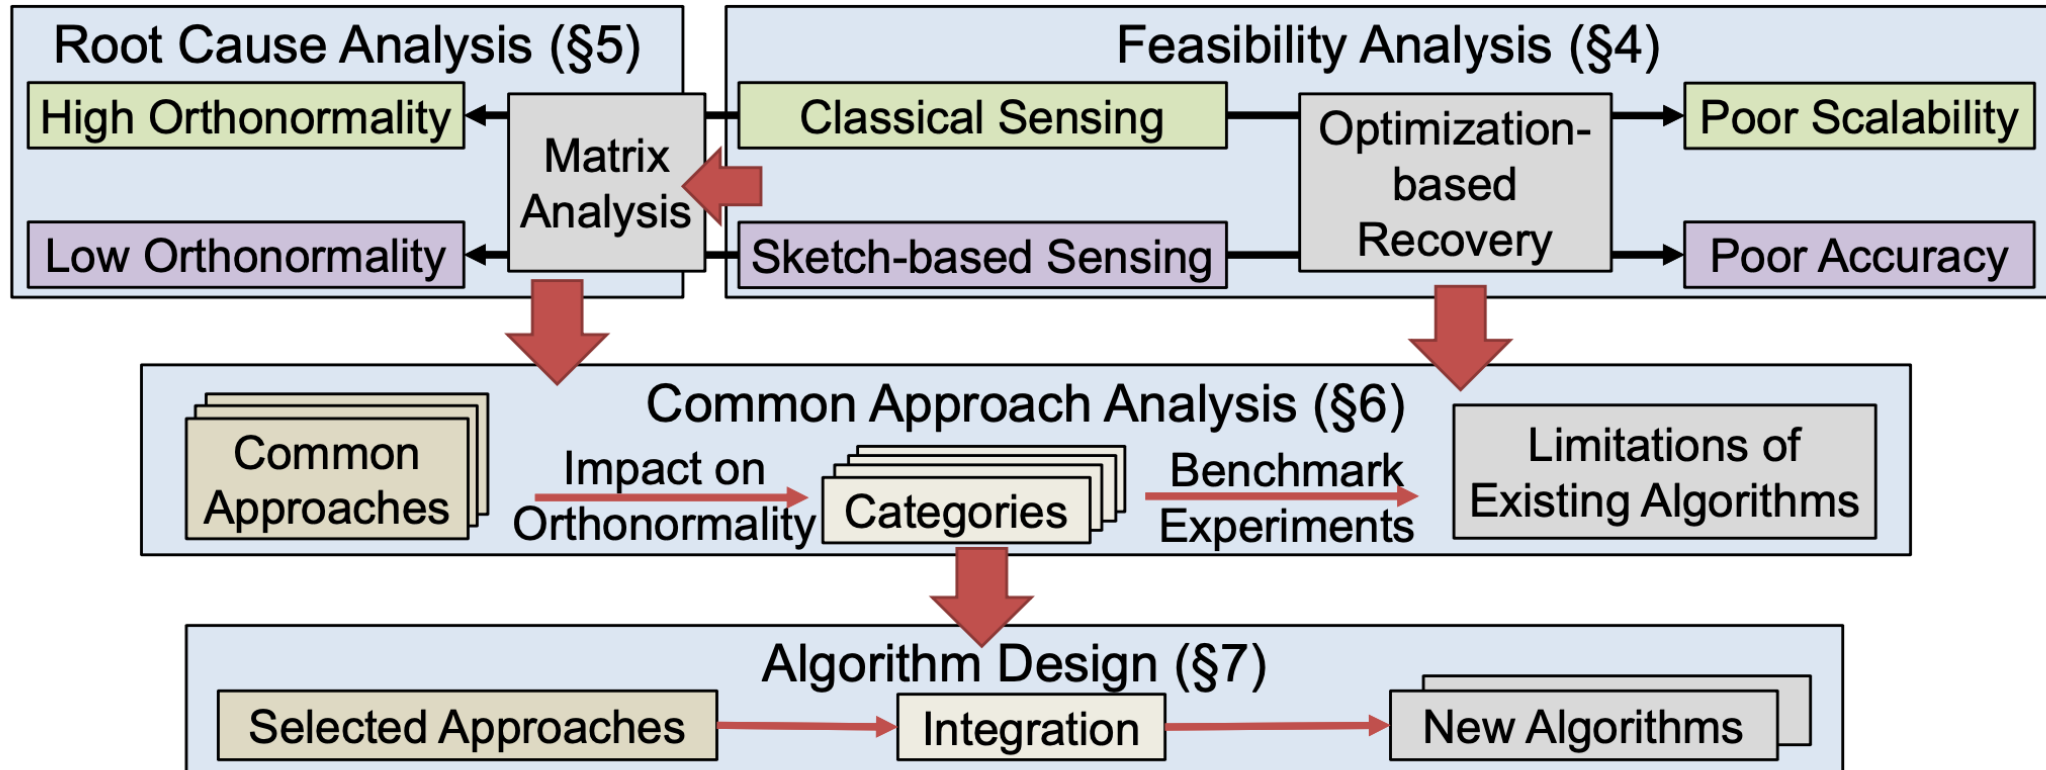 Root Cause Analysis (§5)
High Orthonormality
Low Orthonormality
Matrix
Analysis
Feasibility Analysis (§4)
Classical Sensing
Sketch-based Sensing
Optimization-
based
Recovery
Poor Scalability
Poor Accuracy
Common Approach Analysis (§6)
Common
Approaches
Impact on
Orthonormality
Categories
Benchmark
Experiments
Limitations of
Existing Algorithms
Algorithm Design (§7)
Selected Approaches
Integration
New Algorithms